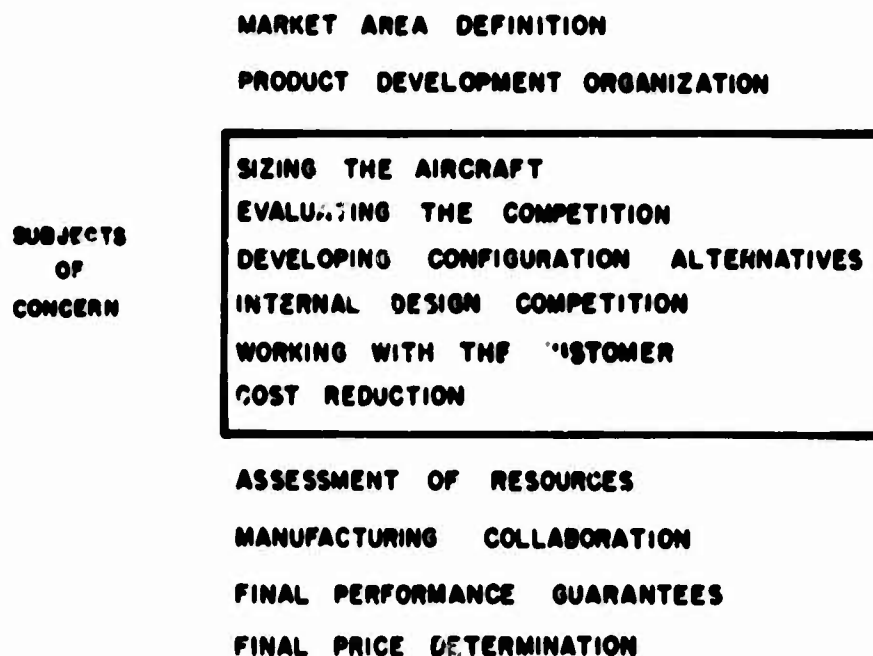 MARKET AREA DEFINITION
PRODUCT DEVELOPMENT ORGANIZATION
SUBJECTS
OF
CONCERN
SIZING THE AIRCRAFT
EVALUATING THE COMPETITION
DEVELOPING CONFIGURATION ALTERNATIVES
INTERNAL DESIGN COMPETITION
WORKING WITH THE CUSTOMER
COST REDUCTION
ASSESSMENT OF RESOURCES
MANUFACTURING COLLABORATION
FINAL PERFORMANCE GUARANTEES
FINAL PRICE DETERMINATION